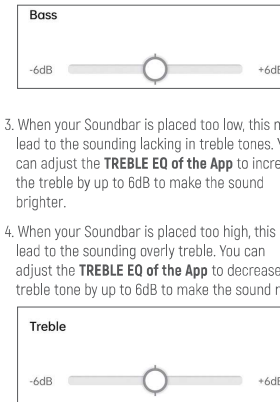 Bass
-6dB +6dB
3. When your Soundbar is placed too low, this
lead to the sounding lacking in treble tones.
can adjust the TREBLE EQ of the App to
the treble by up to 6dB to make the sound
brighter.
4. When your Soundbar is placed too high, this
lead to the sounding overly treble. You can
adjust the TREBLE EQ of the App to decrease
treble tone by up to 6dB to make the sound
Treble
-6dB +6dB